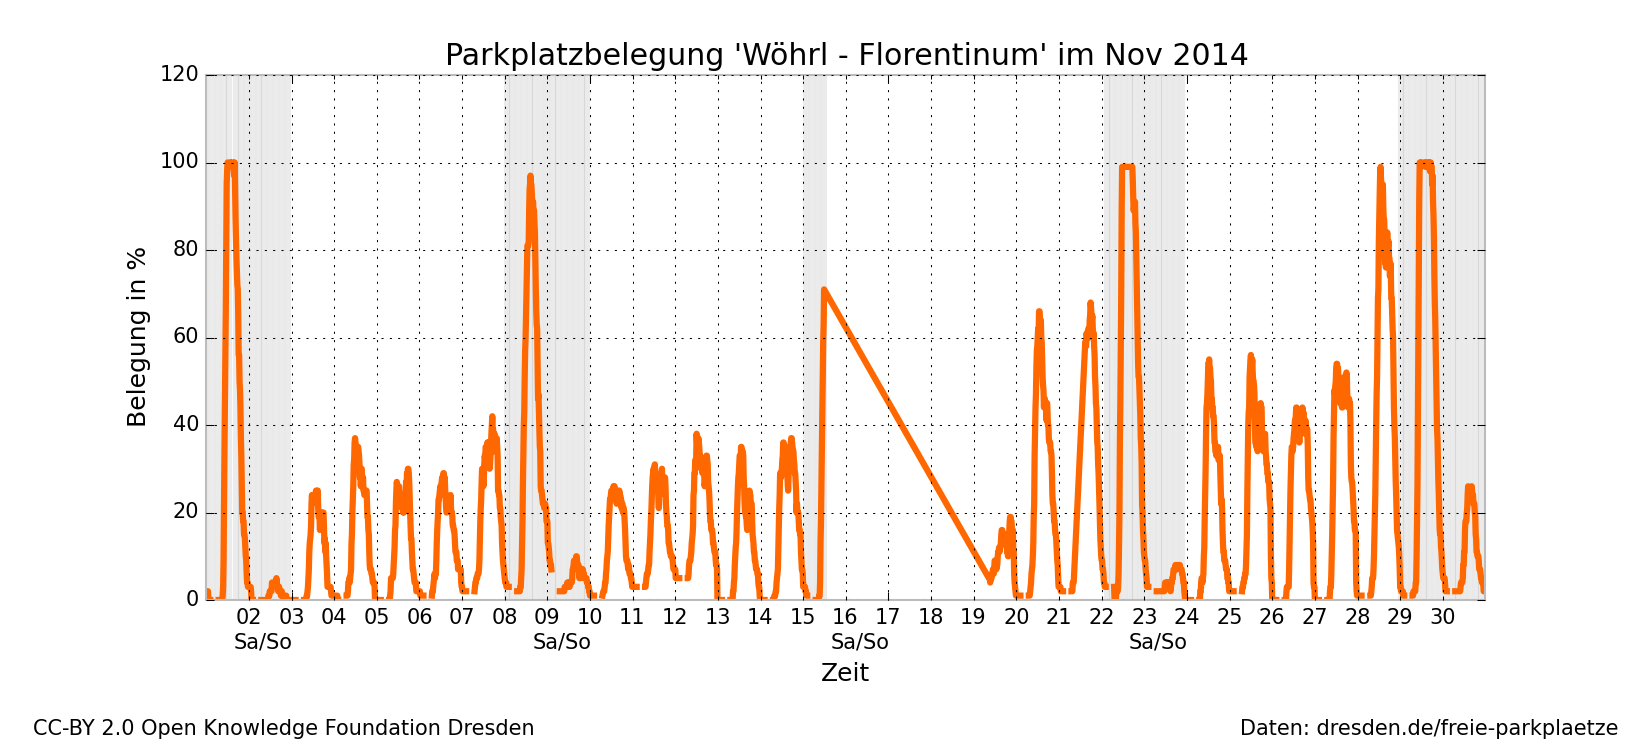 Parkplatzbelegung 'Wöhrl - Florentinum' im Nov 2014
120
100
80
60
40
20
0
Belegung in %
02 03 04 05 06 07 08 09 10 11 12 13 14 15 16 17 18 19 20 21 22 23 24 25 26 27 28 29 30
Sa/So Sa/So Sa/So Sa/So
Zeit
CC-BY 2.0 Open Knowledge Foundation Dresden
Daten: dresden.de/freie-parkplaetze